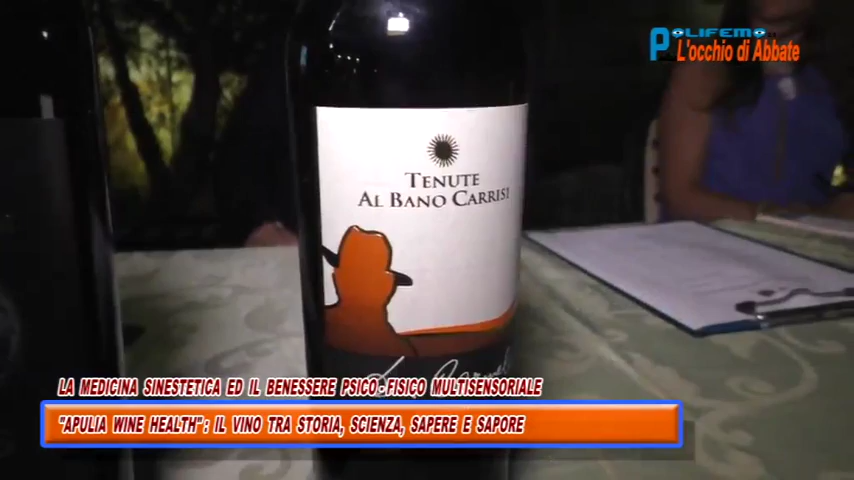 POLIFEMO
L'occhio di Abbate
TENUTE
AL BANO CARRISI
LA MEDICINA SINESTETICA ED IL BENESSERE PSICO-FISICO MULTISENSORIALE
"APULIA WINE HEALTH": IL VINO TRA STORIA, SCIENZA, SAPERE E SAPORE